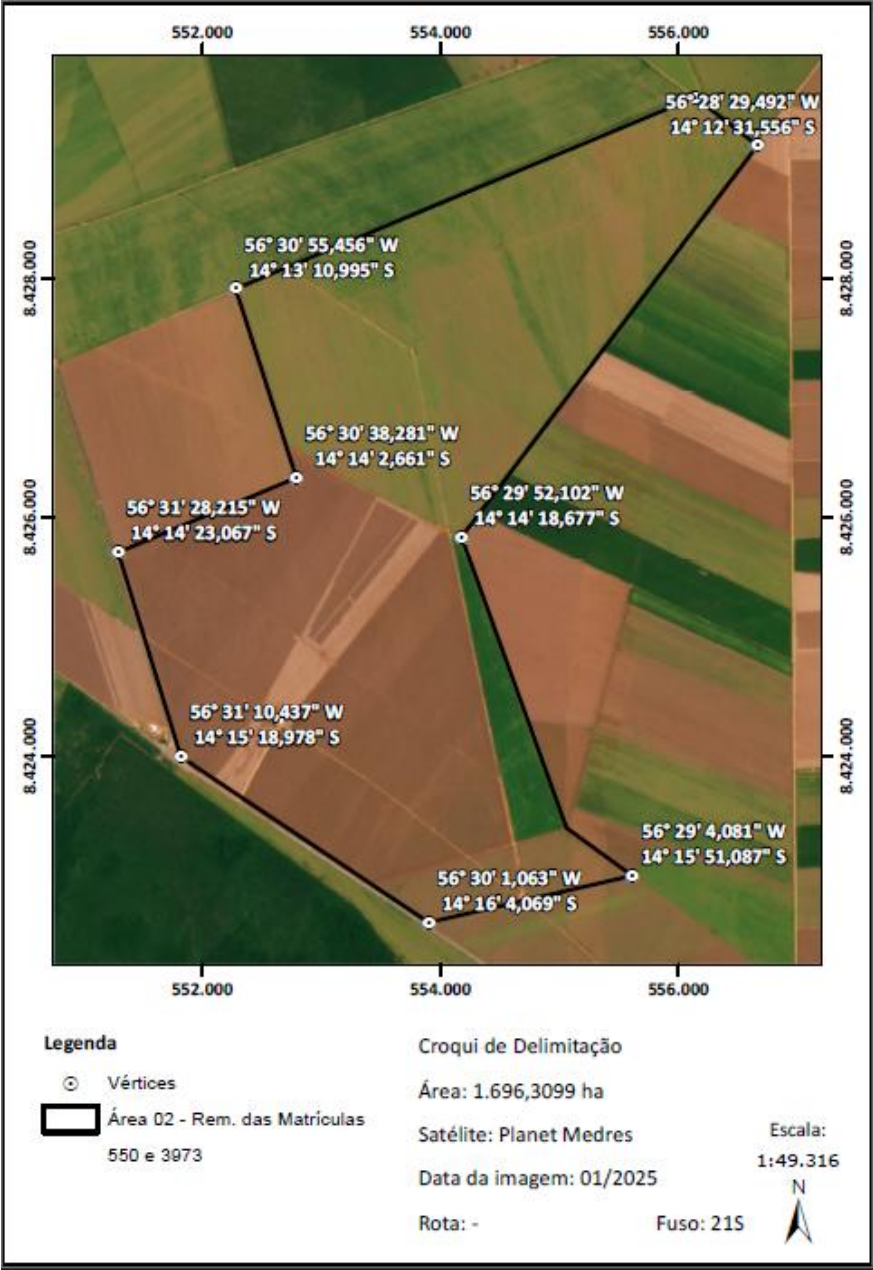 552.000 554.000 556.000
56° 28' 29,492" W
14° 12' 31,556" S
56° 30' 55,456" W
14° 13' 10,995" S
8.428.000 8.428.000
56° 30' 38,281" W
14° 14' 2,661" S
56° 29' 52,102" W
14° 14' 18,677" S
56° 31' 28,215" W
14° 14' 23,067" S
8.426.000 8.426.000
56° 31' 10,437" W
14° 15' 18,978" S
8.424.000 8.424.000
56° 29' 4,081" W
14° 15' 51,087" S
56° 30' 1,063" W
14° 16' 4,069" S
552.000 554.000 556.000
Legenda
Vértices
Área 02 - Rem. das Matrículas
550 e 3973
Croqui de Delimitação
Área: 1.696,3099 ha
Satélite: Planet Medres
Data da imagem: 01/2025
Rota: -
Fuso: 21S
Escala:
1:49.316
N